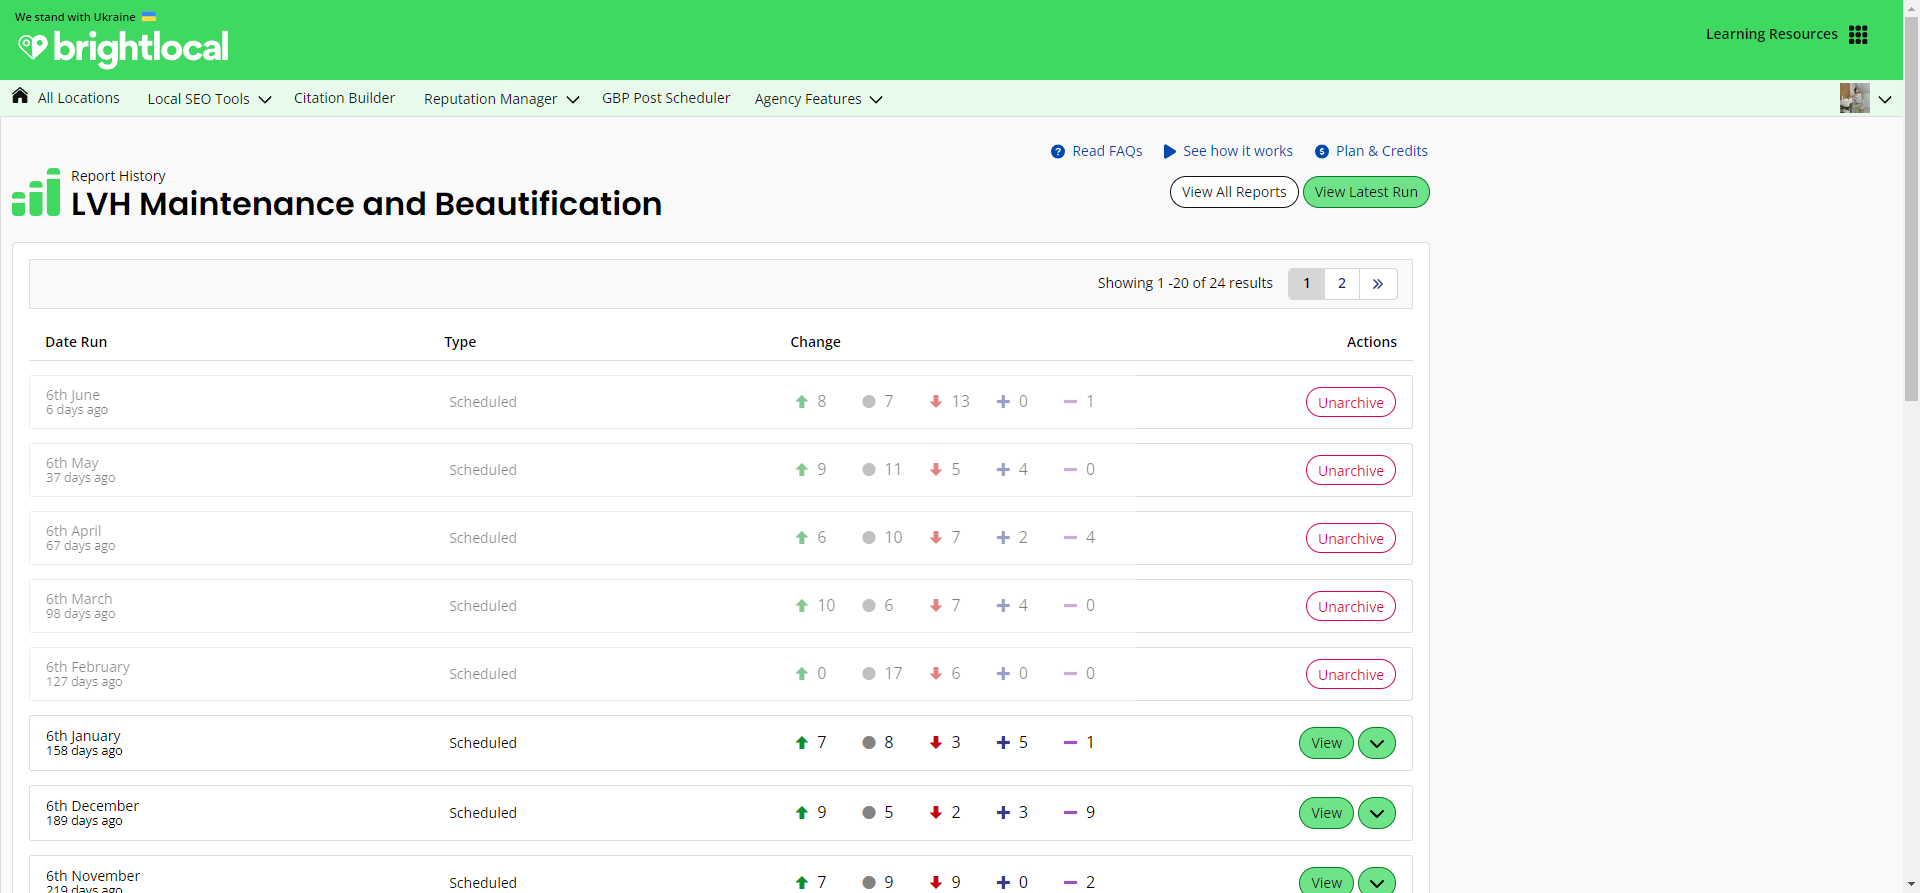 We stand with Ukraine
brightlocal
Learning Resources
All Locations Local SEO Tools Citation Builder Reputation Manager GBP Post Scheduler Agency Features
Read FAQs See how it works Plan & Credits
Report History
LVH Maintenance and Beautification
View All Reports View Latest Run
Showing 1 -20 of 24 results 1 2 »
Date Run Type Change Actions
6th June
6 days ago
Scheduled 8 7 13 0 1 Unarchive
6th May
37 days ago
Scheduled 9 11 5 4 0 Unarchive
6th April
67 days ago
Scheduled 6 10 7 2 4 Unarchive
6th March
98 days ago
Scheduled 10 6 7 4 0 Unarchive
6th February
127 days ago
Scheduled 0 17 6 0 0 Unarchive
6th January
158 days ago
Scheduled 7 8 3 5 1 View
6th December
189 days ago
Scheduled 9 5 2 3 9 View
6th November
219 days ago
Scheduled 7 9 9 0 2 View